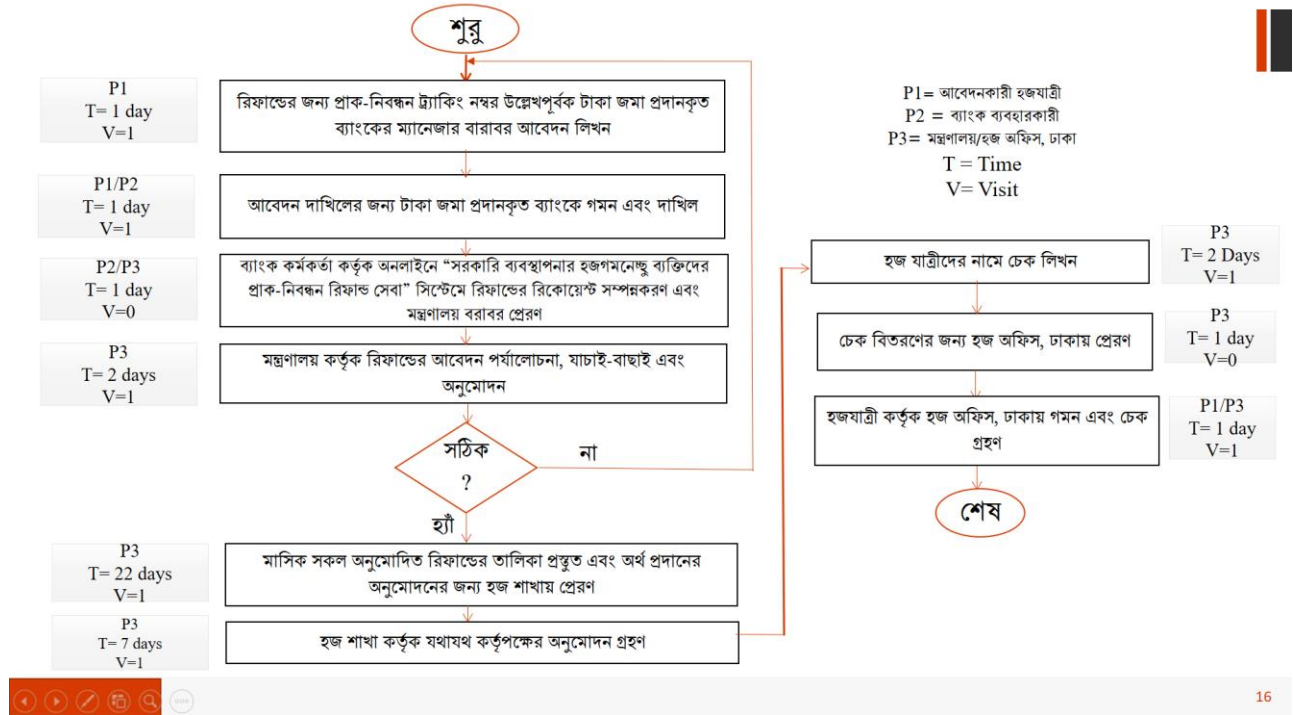 শুরু
P1
T= 1 day
V=1
রিফান্ডের জন্য প্রাক-নিবন্ধন ট্র্যাকিং নম্বর উল্লেখপূর্বক টাকা জমা প্রদানকৃত
ব্যাংকের ম্যানেজার বারাবর আবেদন লিখন
P1/P2
T= 1 day
V=1
আবেদন দাখিলের জন্য টাকা জমা প্রদানকৃত ব্যাংকে গমন এবং দাখিল
P2/P3
T= 1 day
V=0
ব্যাংক কর্মকর্তা কর্তৃক অনলাইনে “সরকারি ব্যবস্থাপনার হজগমনেচ্ছু ব্যক্তিদের
প্রাক-নিবন্ধন রিফান্ড সেবা” সিস্টেমে রিফান্ডের রিকোয়েস্ট সম্পন্নকরণ এবং
মন্ত্রণালয় বরাবর প্রেরণ
P3
T= 2 days
V=1
মন্ত্রণালয় কর্তৃক রিফান্ডের আবেদন পর্যালোচনা, যাচাই-বাছাই এবং
অনুমোদন
সঠিক
?
না
হ্যাঁ
P3
T= 22 days
V=1
মাসিক সকল অনুমোদিত রিফান্ডের তালিকা প্রস্তুত এবং অর্থ প্রদানের
অনুমোদনের জন্য হজ শাখায় প্রেরণ
P3
T= 7 days
V=1
হজ শাখা কর্তৃক যথাযথ কর্তৃপক্ষের অনুমোদন গ্রহণ
P1= আবেদনকারী হজযাত্রী
P2 = ব্যাংক ব্যবহারকারী
P3= মন্ত্রণালয়/হজ অফিস, ঢাকা
T = Time
V= Visit
হজ যাত্রীদের নামে চেক লিখন
P3
T= 2 Days
V=1
চেক বিতরণের জন্য হজ অফিস, ঢাকায় প্রেরণ
P3
T= 1 day
V=0
হজযাত্রী কর্তৃক হজ অফিস, ঢাকায় গমন এবং চেক
গ্রহণ
P1/P3
T= 1 day
V=1
শেষ
16